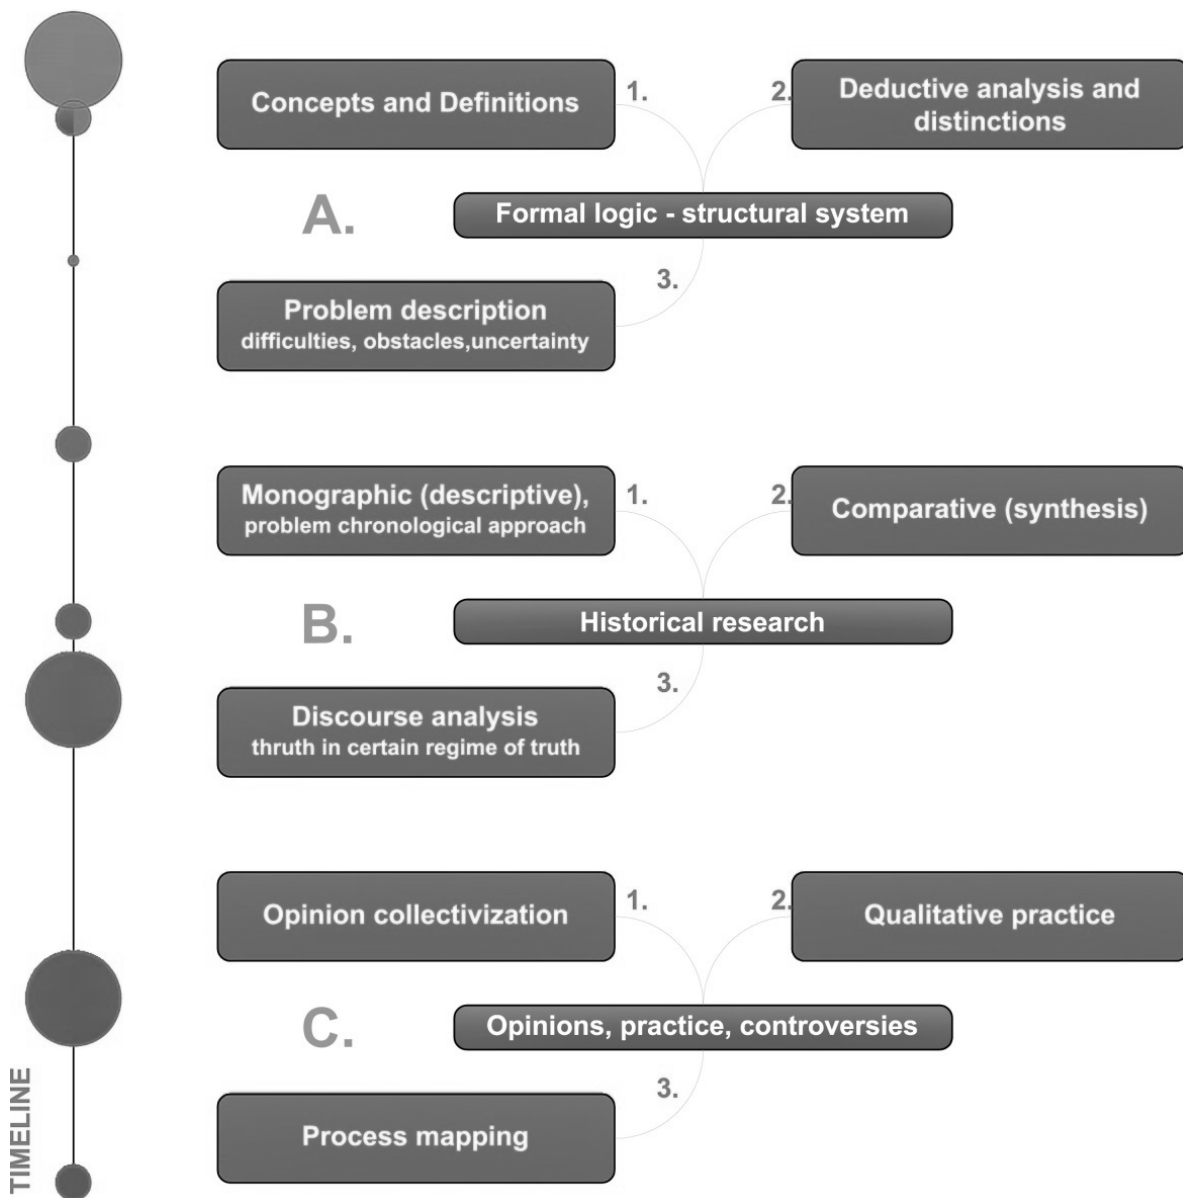 Concepts and Definitions
1.
2.
Deductive analysis and
distinctions
A.
Formal logic - structural system
3.
Problem description
difficulties, obstacles,uncertainty
Monographic (descriptive),
problem chronological approach
1.
2.
Comparative (synthesis)
B.
Historical research
3.
Discourse analysis
thruth in certain regime of truth
Opinion collectivization
1.
2.
Qualitative practice
C.
Opinions, practice, controversies
3.
Process mapping
TIMELINE